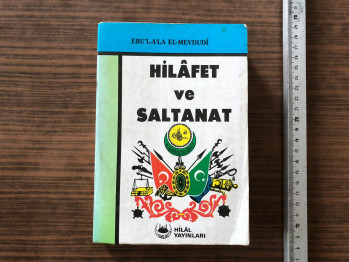 EBU'L-A'LA EL-MEVDUDİ
HİLÂFET
ve
SALTANAT
HİLÂL
YAYINLARI